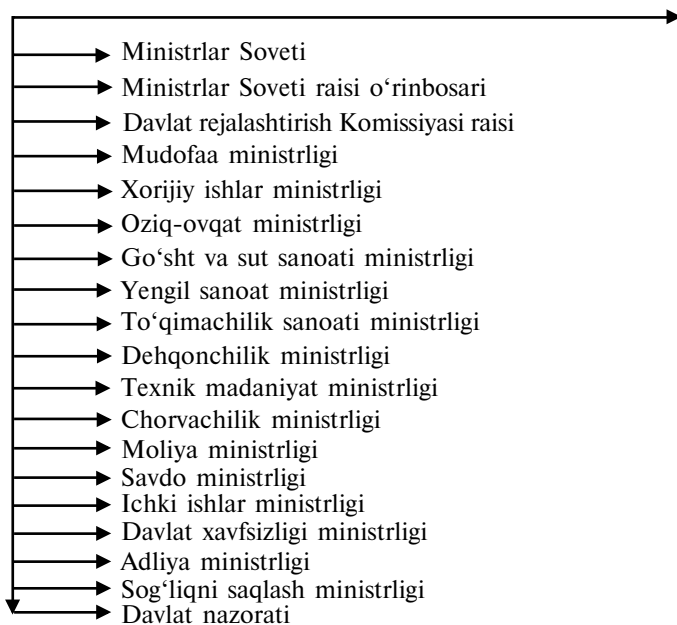 Ministrlar Soveti
Ministrlar Soveti raisi o‘rinbosari
Davlat rejalashtirish Komissiyasi raisi
Mudofaa ministrligi
Xorijiy ishlar ministrligi
Oziq-ovqat ministrligi
Go‘sht va sut sanoati ministrligi
Yengil sanoat ministrligi
To‘qimachilik sanoati ministrligi
Dehqonchilik ministrligi
Texnik madaniyat ministrligi
Chorvachilik ministrligi
Moliya ministrligi
Savdo ministrligi
Ichki ishlar ministrligi
Davlat xavfsizligi ministrligi
Adliya ministrligi
Sog‘liqni saqlash ministrligi
Davlat nazorati